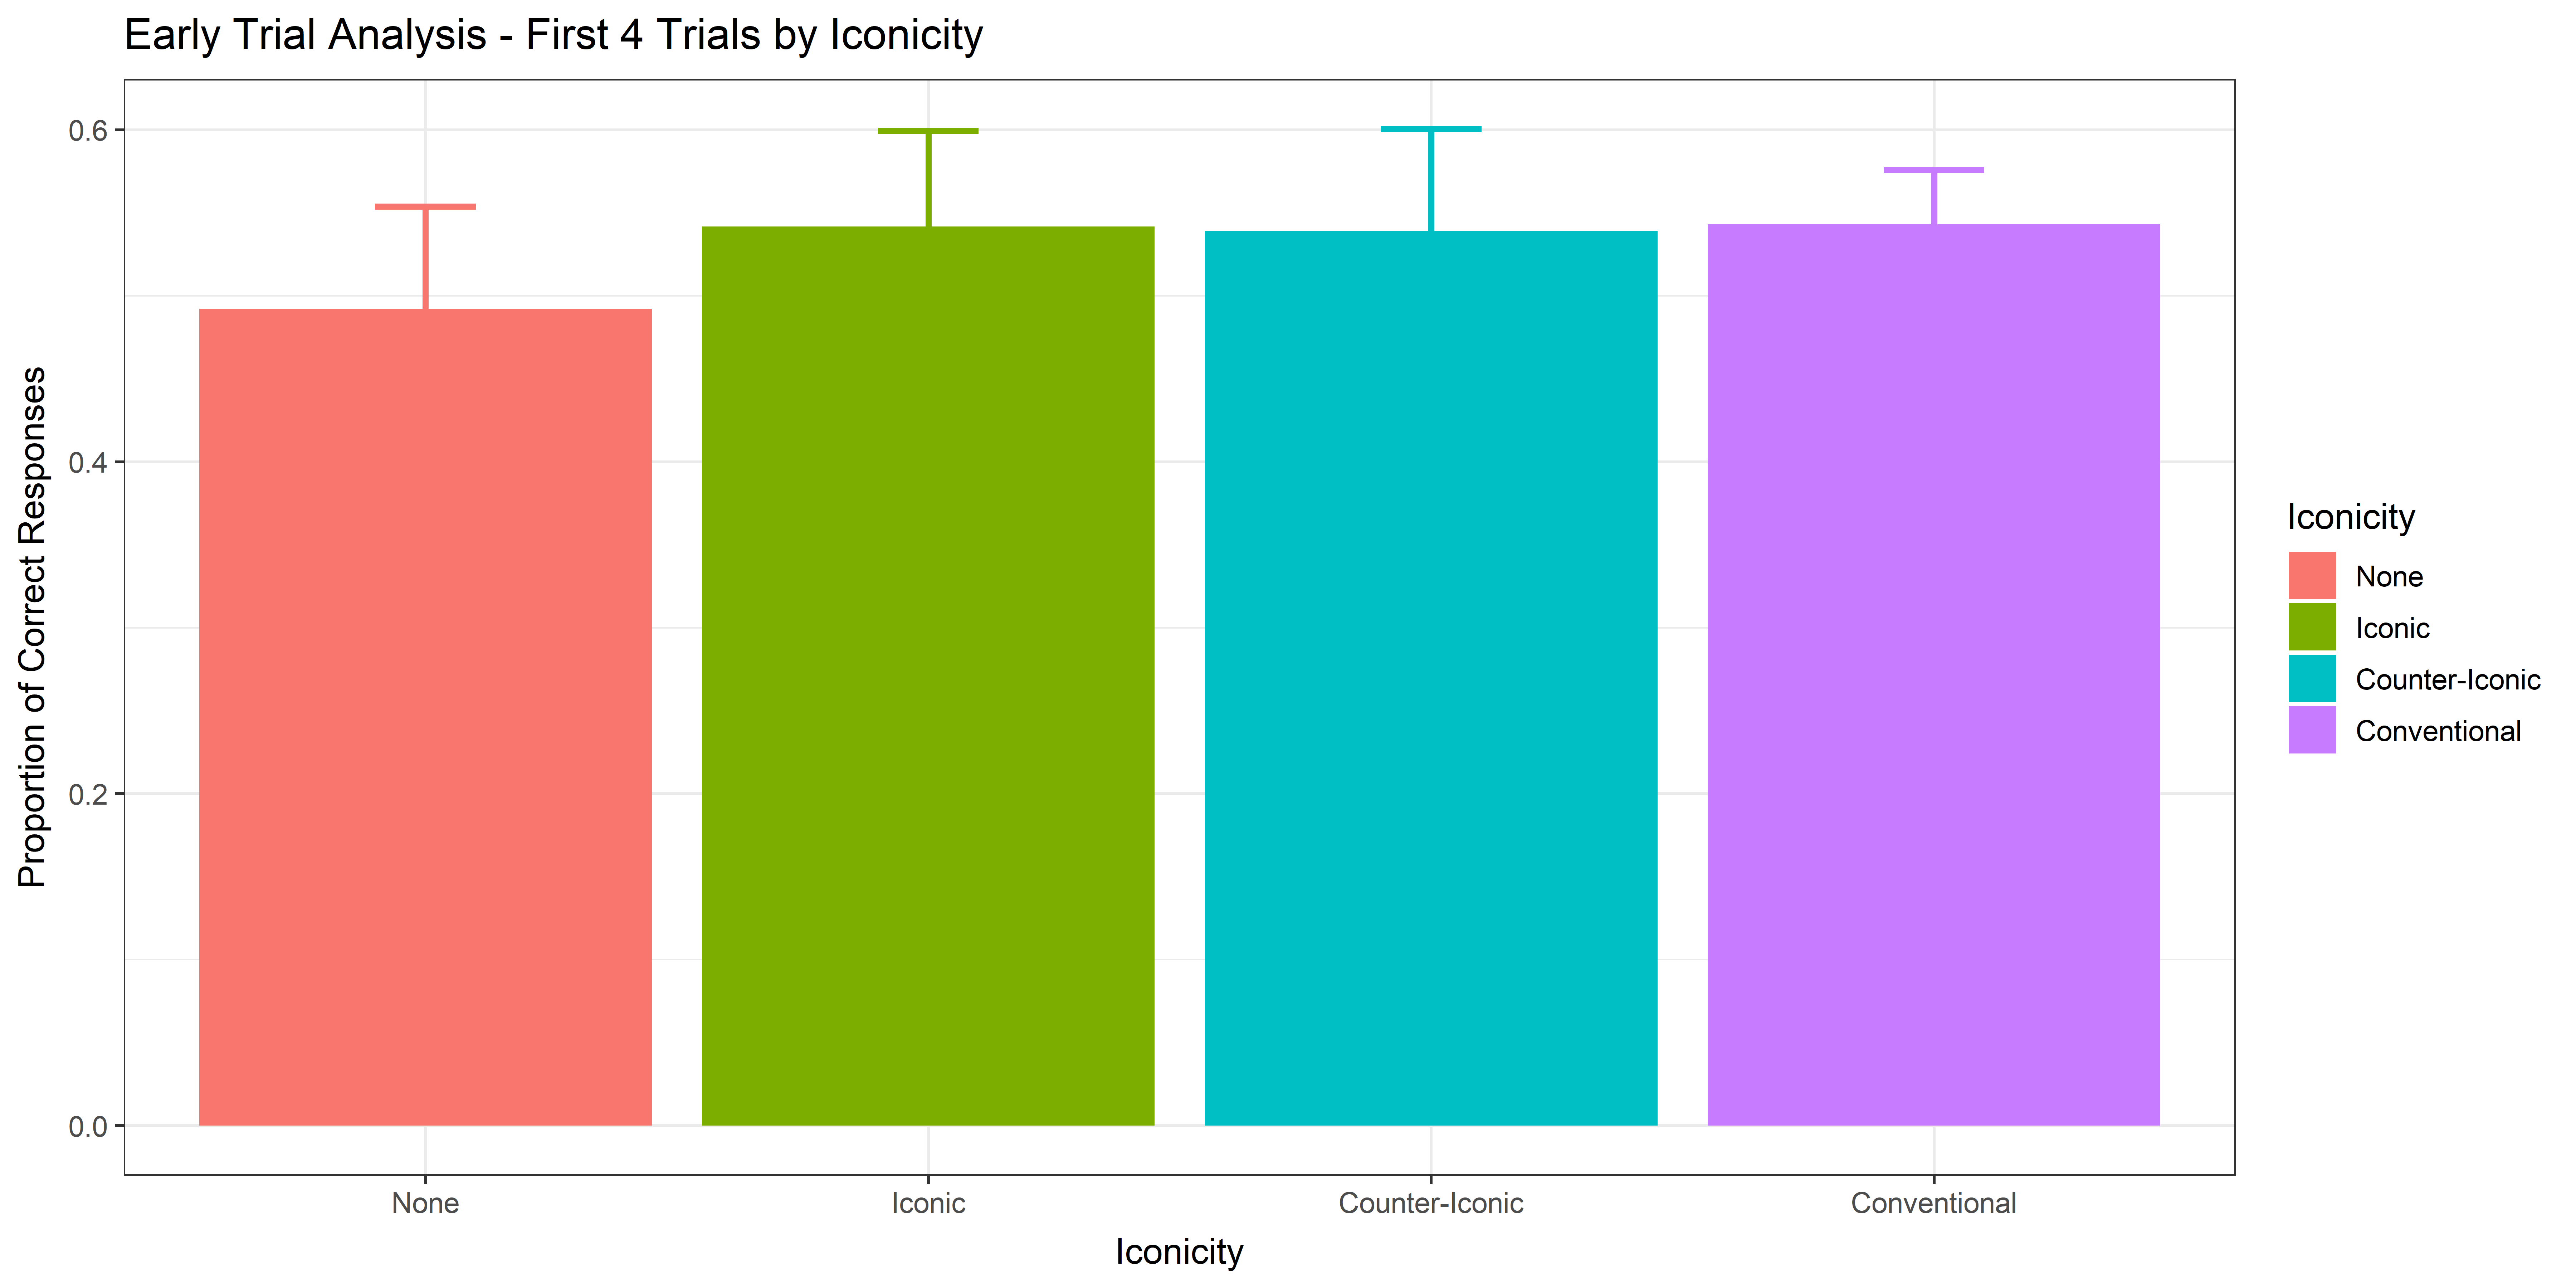 Early Trial Analysis - First 4 Trials by Iconicity
Proportion of Correct Responses
0.6
0.4
0.2
0.0
None
Iconic
Counter-Iconic
Conventional
Iconicity
Iconicity
None
Iconic
Counter-Iconic
Conventional